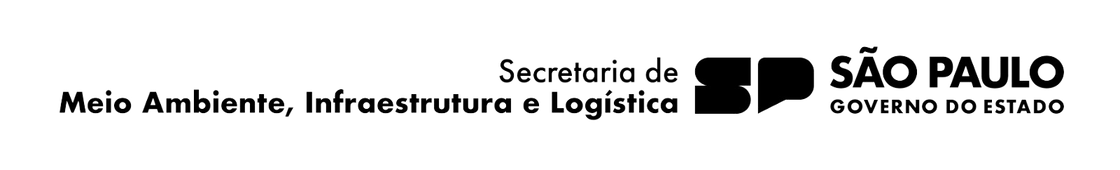 Secretaria de
Meio Ambiente, Infraestrutura e Logística
SP
SÃO PAULO
GOVERNO DO ESTADO